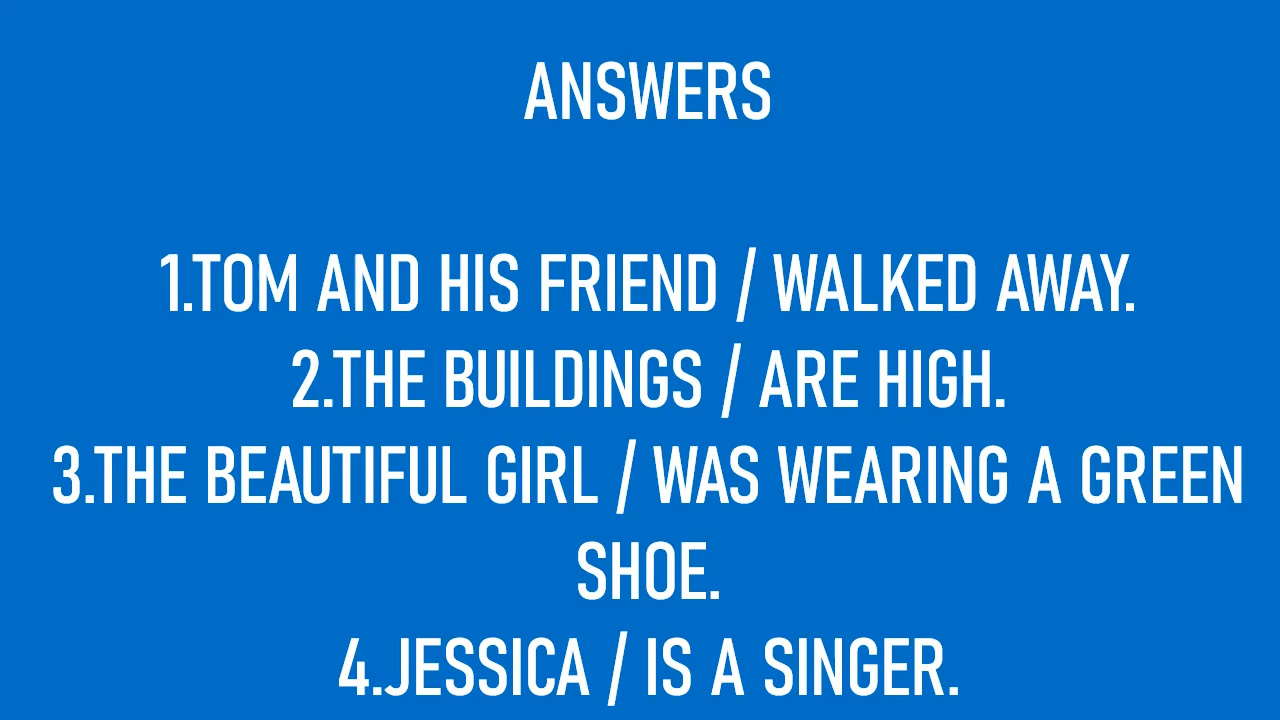 ANSWERS
1.TOM AND HIS FRIEND / WALKED AWAY.
2.THE BUILDINGS / ARE HIGH.
3.THE BEAUTIFUL GIRL / WAS WEARING A GREEN
SHOE.
4.JESSICA / IS A SINGER.